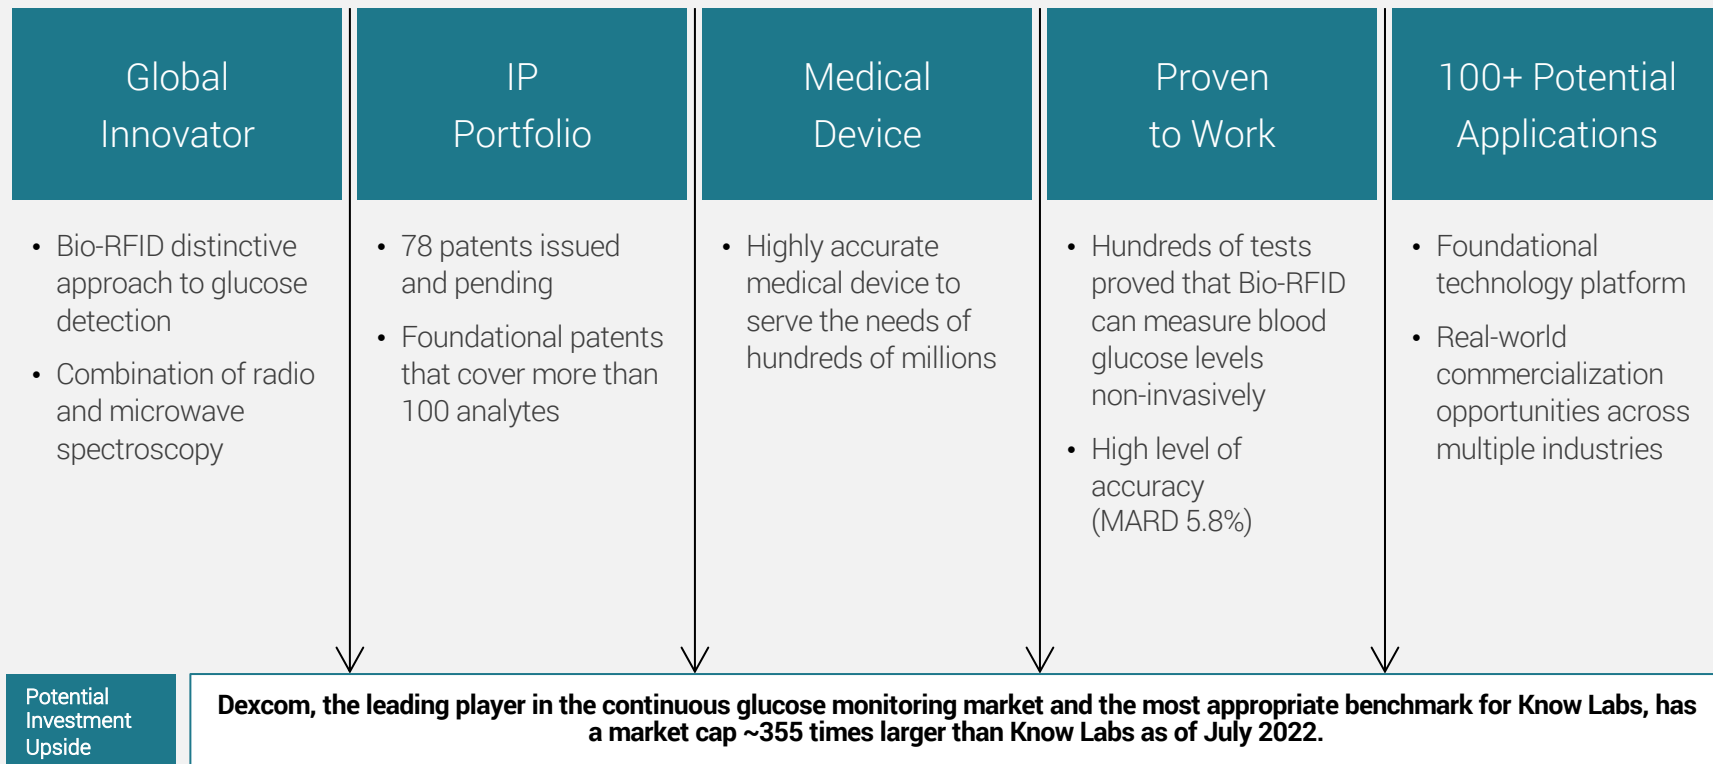 Global
Innovator
IP
Portfolio
Medical
Device
Proven
to Work
100+ Potential
Applications
• Bio-RFID distinctive
approach to glucose
detection
• Combination of radio
and microwave
spectroscopy
• 78 patents issued
and pending
• Foundational patents
that cover more than
100 analytes
• Highly accurate
medical device to
serve the needs of
hundreds of millions
• Hundreds of tests
proved that Bio-RFID
can measure blood
glucose levels
non-invasively
• High level of
accuracy
(MARD 5.8%)
• Foundational
technology platform
• Real-world
commercialization
opportunities across
multiple industries
Potential
Investment
Upside
Dexcom, the leading player in the continuous glucose monitoring market and the most appropriate benchmark for Know Labs, has
a market cap ~355 times larger than Know Labs as of July 2022.